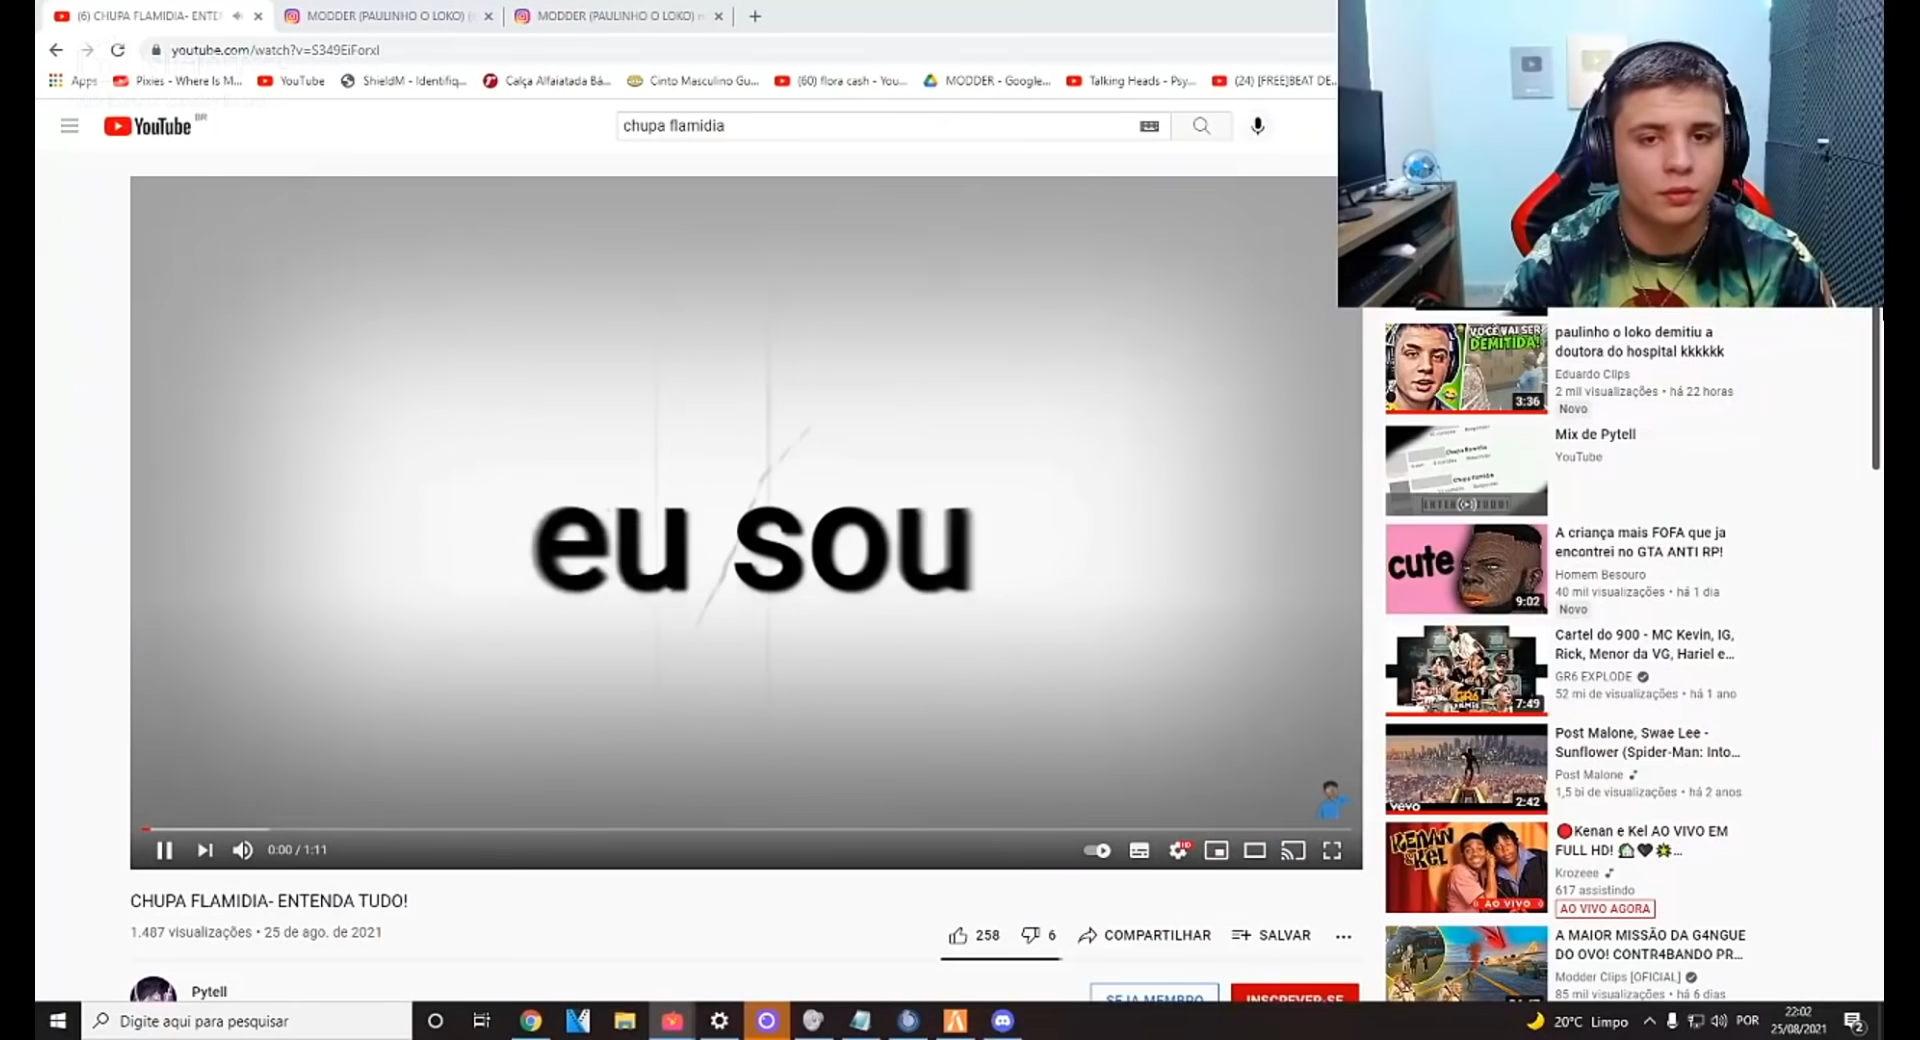 (6) CHUPA FLAMIDIA- ENTE
MODDER (PAULINHO O LOKO) (
MODDER (PAULINHO O LOKO)
youtube.com/watch?v=S349EiForxI
Apps
Pixies - Where Is M...
YouTube
ShieldM - Identifiq...
Calça Alfaiatada Bá...
Cinto Masculino Gu...
(60) flora cash - You...
MODDER - Google...
Talking Heads - Psy...
(24) [FREE]BEAT DE...
YouTube BR
chupa flamidia
eu sou
0:00 / 1:11
HD
CHUPA FLAMIDIA- ENTENDA TUDO!
1.487 visualizações • 25 de ago. de 2021
258
6
COMPARTILHAR
SALVAR
Pytell
SEJA MEMBRO
INSCREVER-SE
VOCÊ VAI SER
DEMITIDA!
3:36
paulinho o loko demitiu a
doutora do hospital kkkkkk
Eduardo Clips
2 mil visualizações • há 22 horas
Novo
Mix de Pytell
YouTube
cute
9:02
A criança mais FOFA que ja
encontrei no GTA ANTI RP!
Homem Besouro
40 mil visualizações • há 1 dia
Novo
GR6
7:49
Cartel do 900 - MC Kevin, IG,
Rick, Menor da VG, Hariel e...
GR6 EXPLODE
52 mi de visualizações • há 1 ano
vevo
2:42
Post Malone, Swae Lee -
Sunflower (Spider-Man: Into...
Post Malone
1,5 bi de visualizações • há 2 anos
KENAN
&KEL
AO VIVO
Kenan e Kel AO VIVO EM
FULL HD!
...
Krozeee
617 assistindo
AO VIVO AGORA
A MAIOR MISSÃO DA G4NGUE
DO OVO! CONTR4BANDO PR...
Modder Clips [OFICIAL]
85 mil visualizações • há 6 dias
Digite aqui para pesquisar
20°C Limpo
POR
22:02
25/08/2021
2